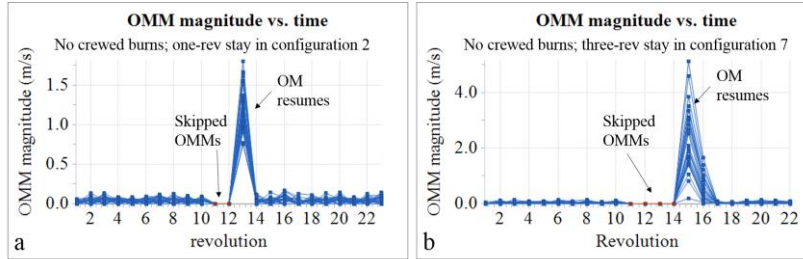 OMM magnitude vs. time
No crewed burns; one-rev stay in configuration 2
OMM magnitude (m/s)
1.5
1.0
0.5
0.0
OM
resumes
Skipped
OMMs
2 4 6 8 10 12 14 16 18 20 22
revolution
a
OMM magnitude vs. time
No crewed burns; three-rev stay in configuration 7
OMM magnitude (m/s)
4.0
2.0
0.0
OM
resumes
Skipped
OMMs
2 4 6 8 10 12 14 16 18 20 22
Revolution
b